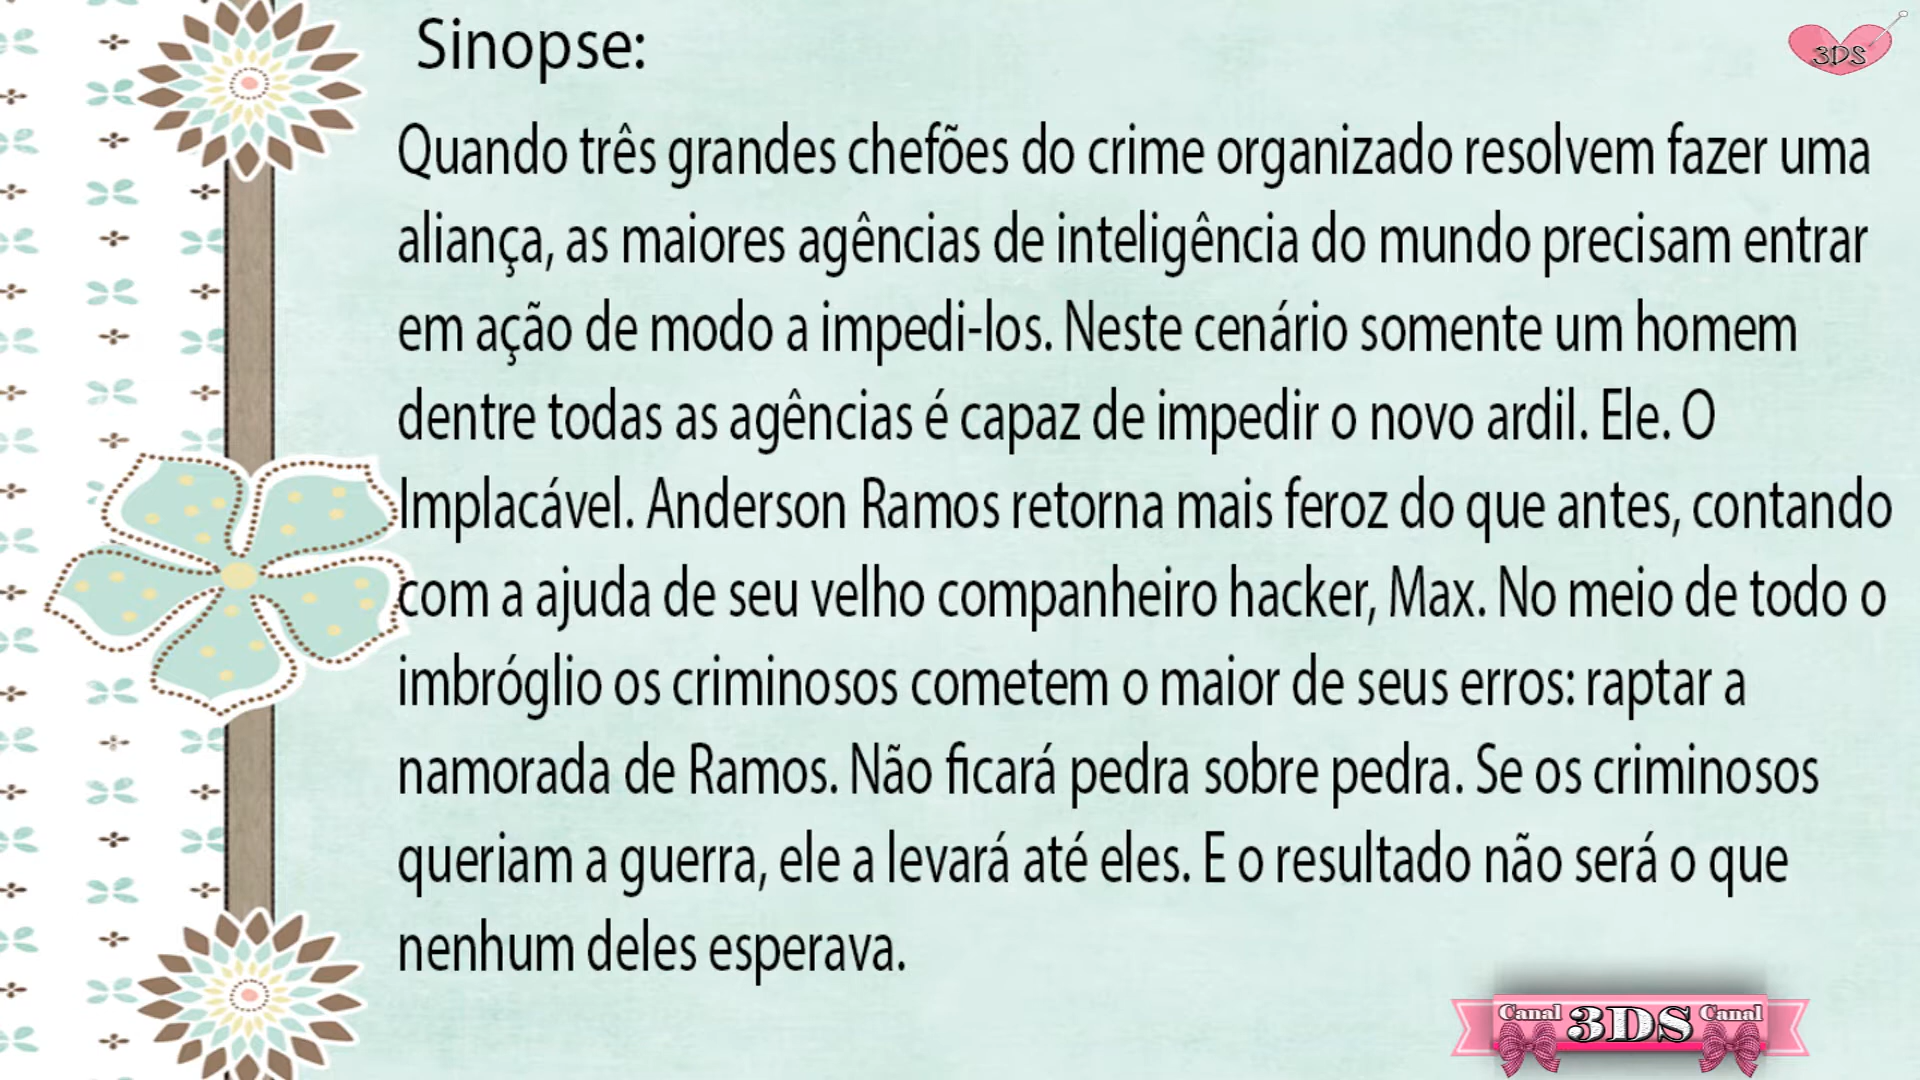 Sinopse:
3DS
Quando três grandes chefões do crime organizado resolvem fazer uma
aliança, as maiores agências de inteligência do mundo precisam entrar
em ação de modo a impedi-los. Neste cenário somente um homem
dentre todas as agências é capaz de impedir o novo ardil. Ele. O
Implacável. Anderson Ramos retorna mais feroz do que antes, contando
com a ajuda de seu velho companheiro hacker, Max. No meio de todo o
imbróglio os criminosos cometem o maior de seus erros: raptar a
namorada de Ramos. Não ficará pedra sobre pedra. Se os criminosos
queriam a guerra, ele a levará até eles. E o resultado não será o que
nenhum deles esperava.
Canal 3DS Canal